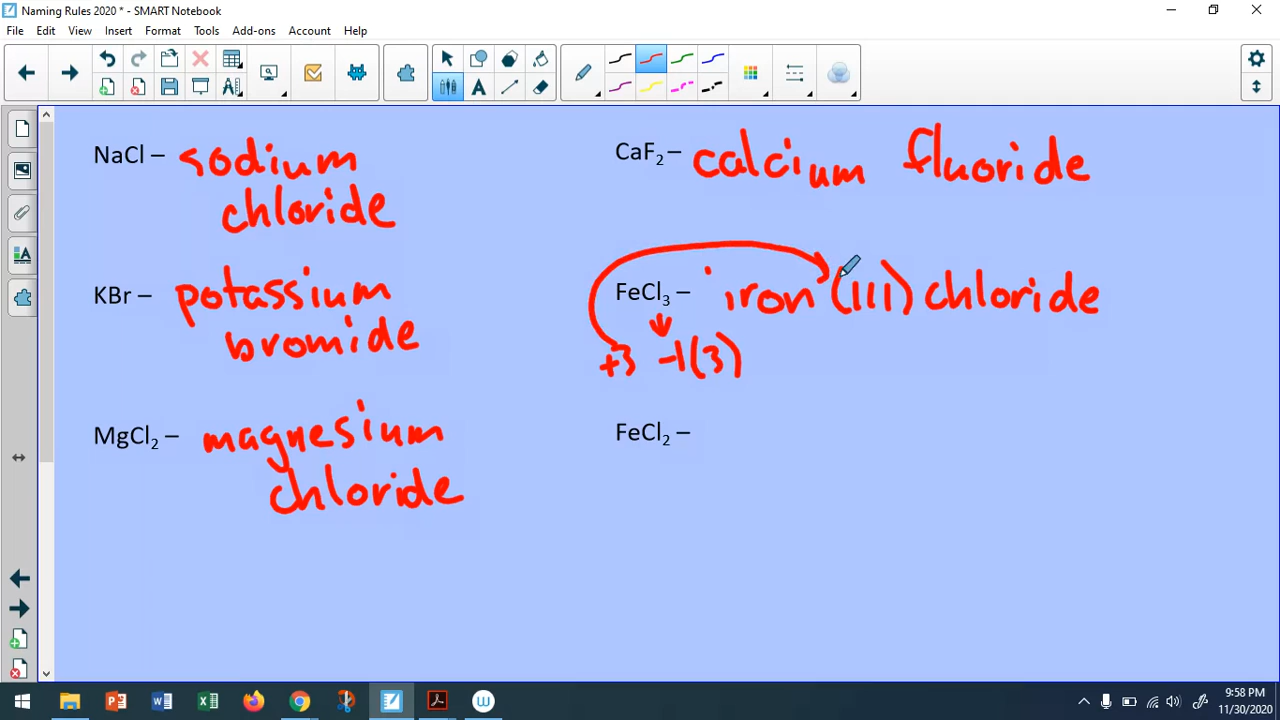 Naming Rules 2020 * - SMART Notebook
File Edit View Insert Format Tools Add-ons Account Help
NaCl – sodium
chloride
KBr – potassium
bromide
MgCl₂ – magnesium
chloride
CaF₂ – calcium fluoride
FeCl₃ – iron (III) chloride
+3 -1(3)
FeCl₂ –
9:58 PM
11/30/2020